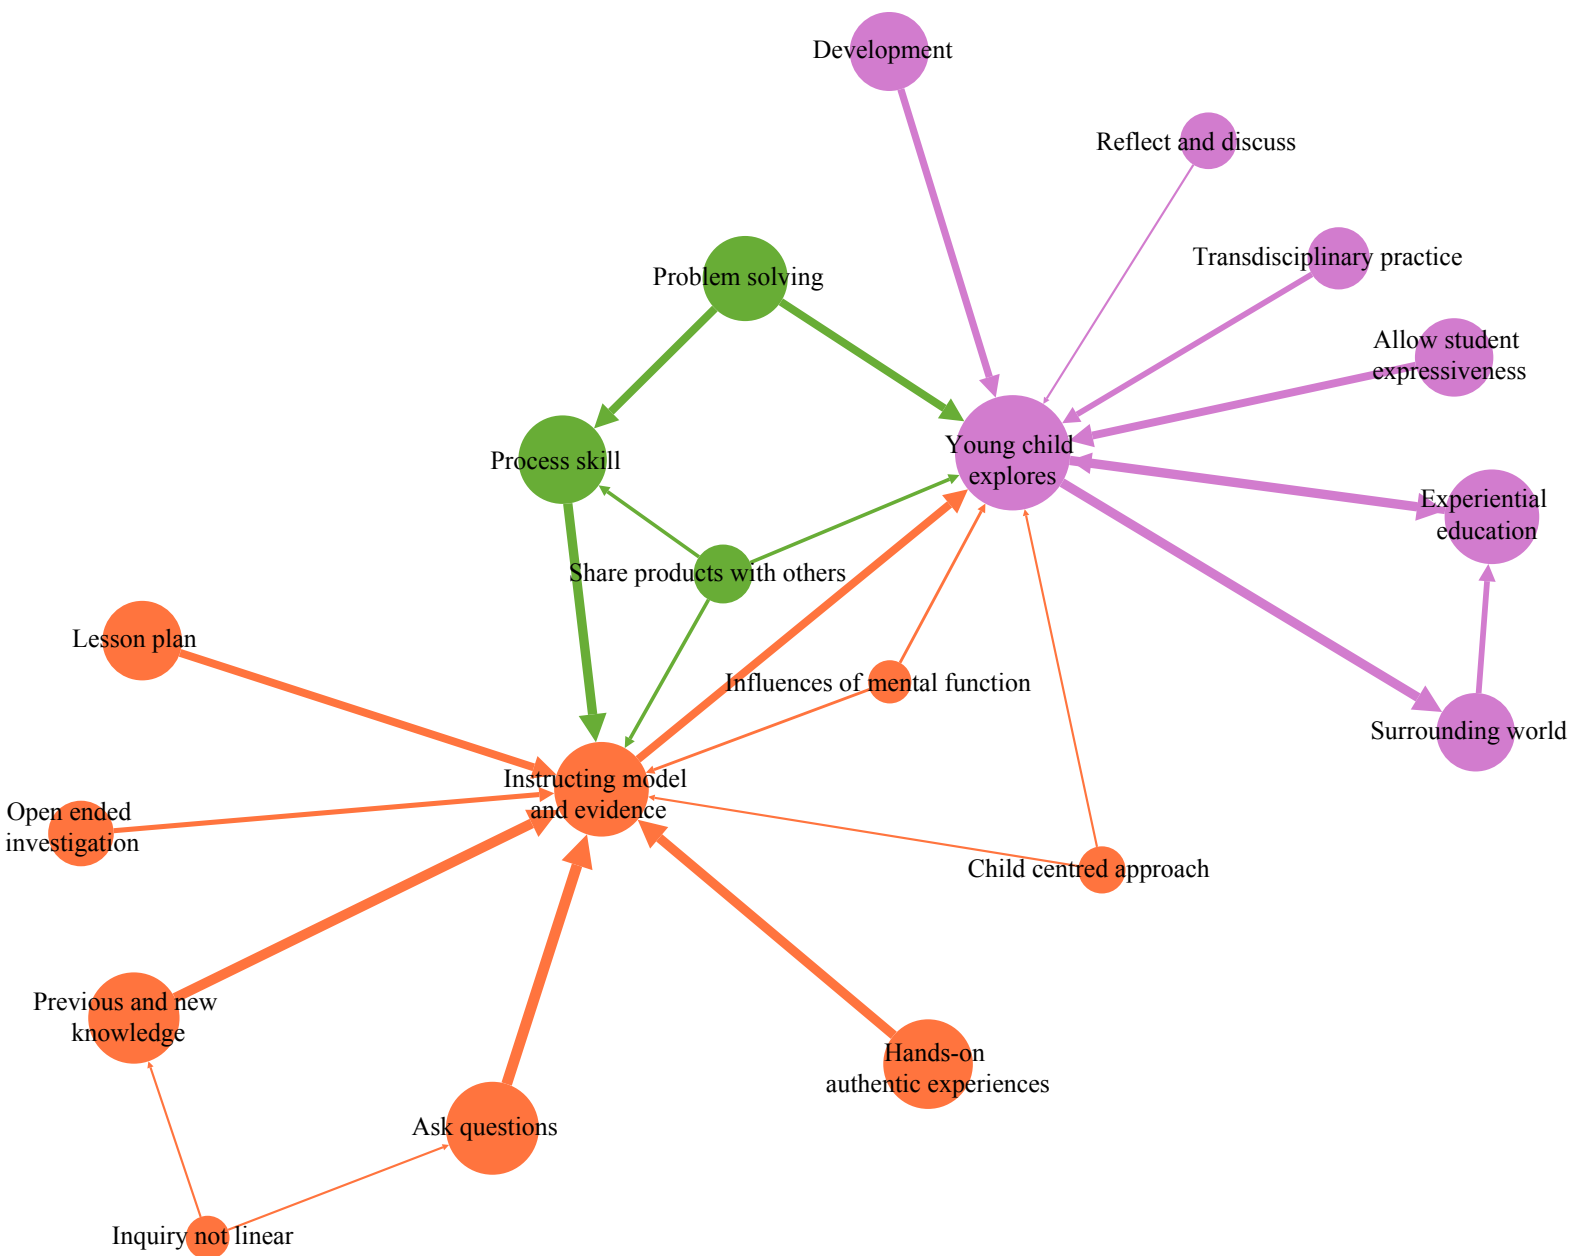 Development
Reflect and discuss
Transdisciplinary practice
Problem solving
Allow student
expressiveness
Young child
explores
Process skill
Experiential
education
Share products with others
Lesson plan
Influences of mental function
Surrounding world
Instructing model
and evidence
Open ended
investigation
Child centred approach
Previous and new
knowledge
Hands-on
authentic experiences
Ask questions
Inquiry not linear